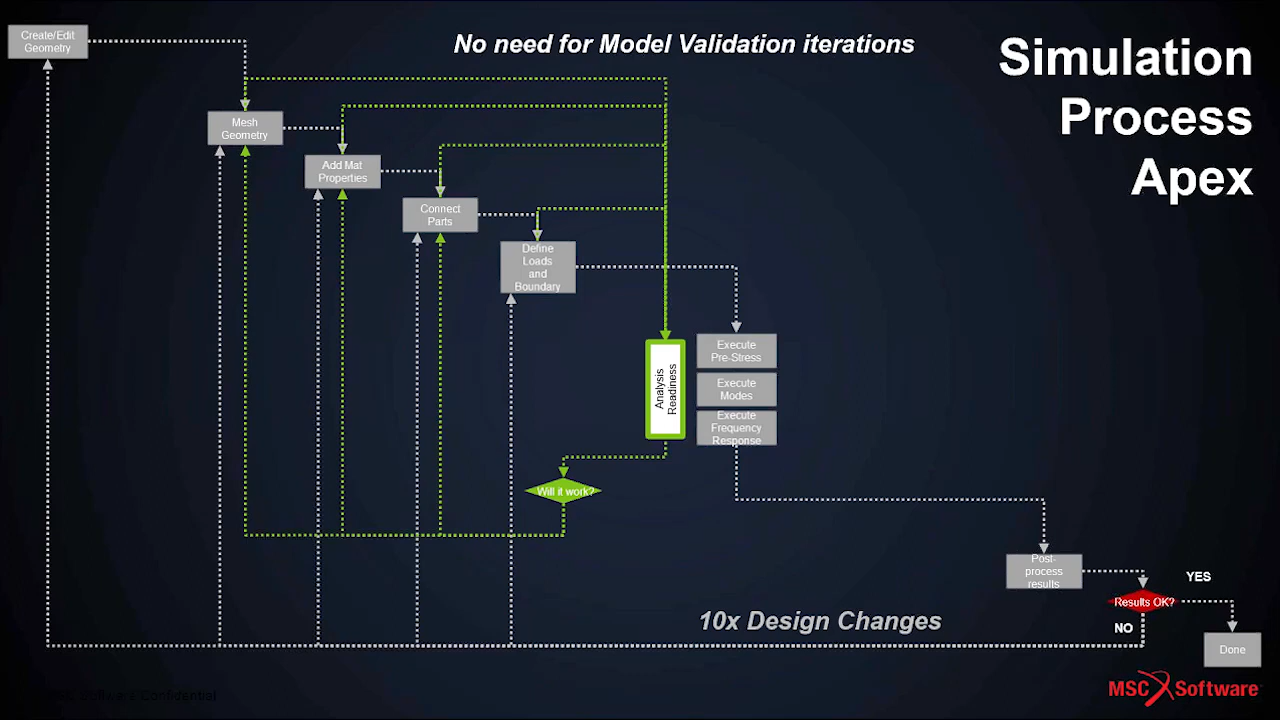 Create/Edit
Geometry
No need for Model Validation iterations
Simulation
Process
Apex
Mesh
Geometry
Add Mat
Properties
Connect
Parts
Define
Loads
and
Boundary
Analysis
Readiness
Execute
Pre-Stress
Execute
Modes
Execute
Frequency
Response
Will it work?
Post-
process
results
YES
Results OK?
NO
10x Design Changes
Done
Confidential
MSC Software